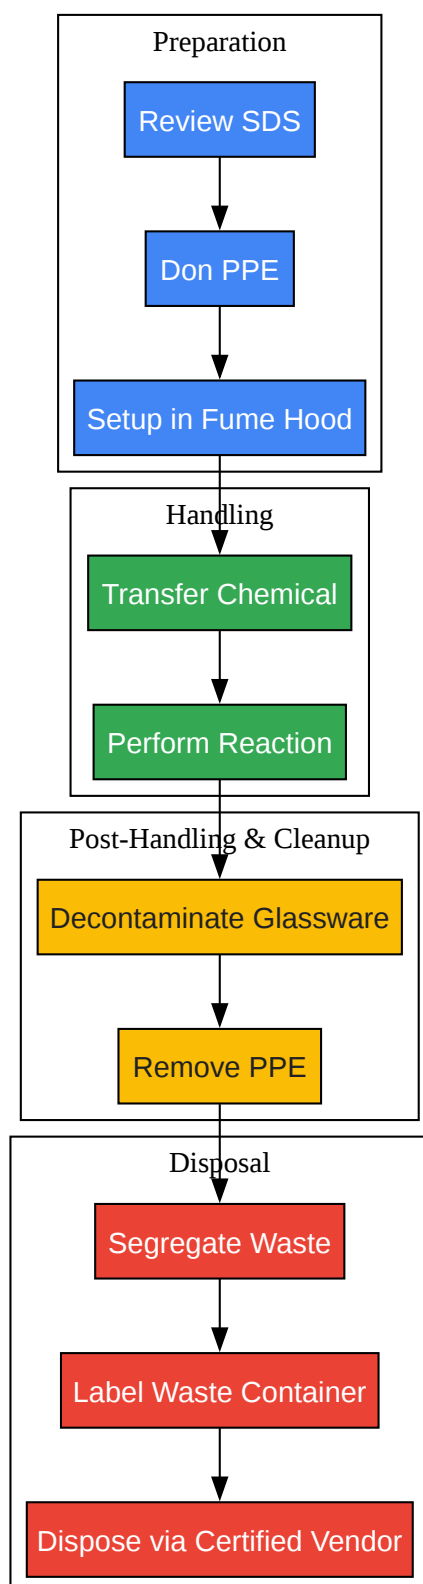 Preparation
Review SDS
Don PPE
Setup in Fume Hood
Handling
Transfer Chemical
Perform Reaction
Post-Handling & Cleanup
Decontaminate Glassware
Remove PPE
Disposal
Segregate Waste
Label Waste Container
Dispose via Certified Vendor